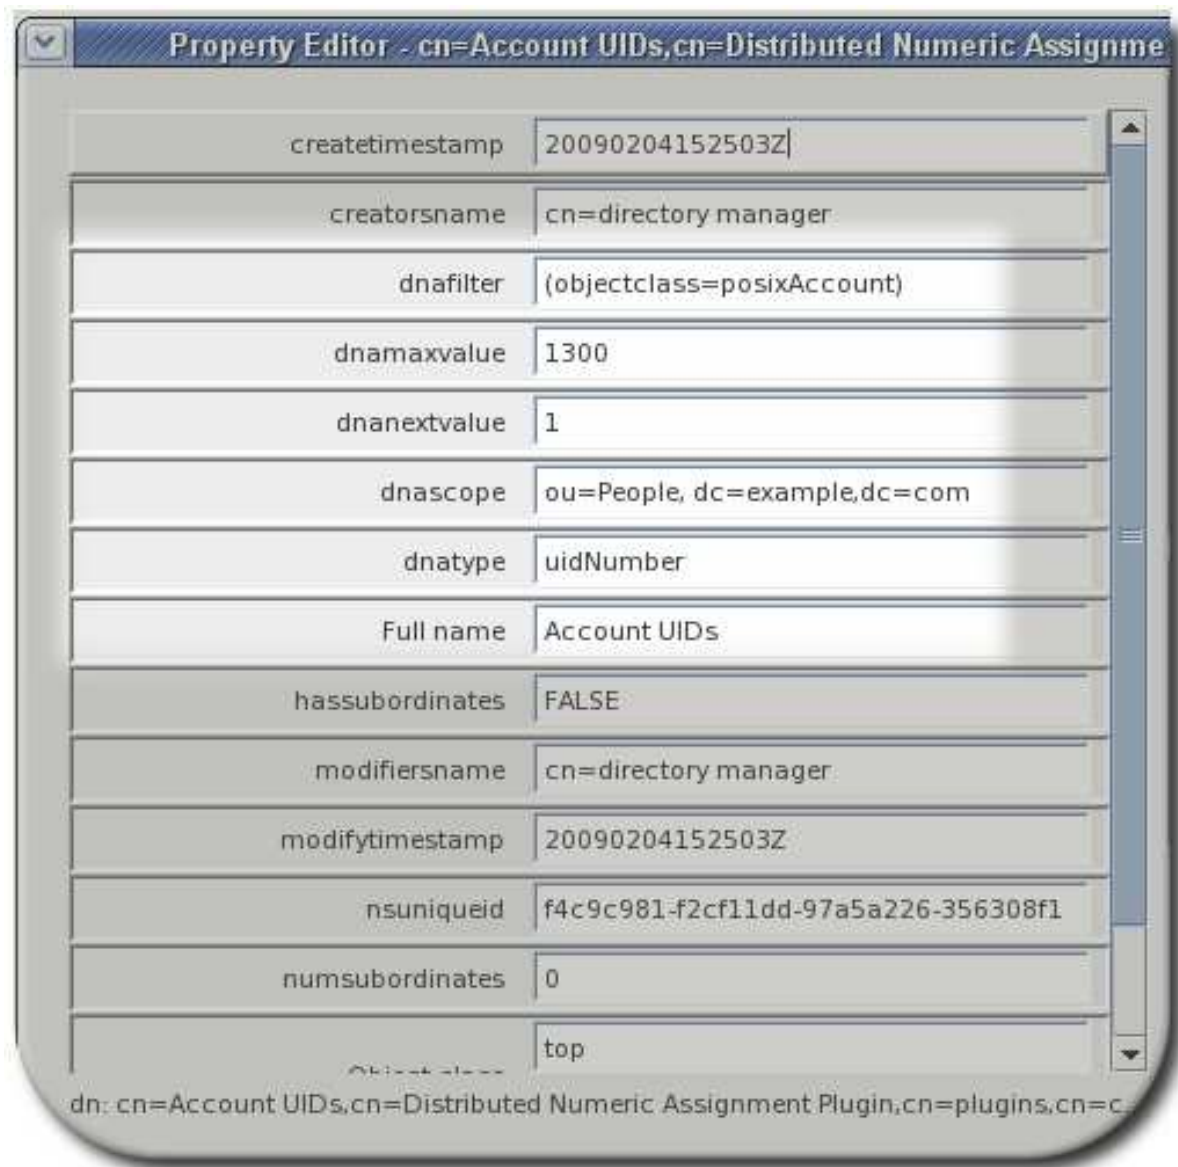 Property Editor - cn=Account UIDs,cn=Distributed Numeric Assignme
createtimestamp 20090204152503Z
creatorsname cn=directory manager
dnafilter (objectclass=posixAccount)
dnamaxvalue 1300
dnanextvalue 1
dnascope ou=People, dc=example,dc=com
dnatype uidNumber
Full name Account UIDs
hassubordinates FALSE
modifiersname cn=directory manager
modifytimestamp 20090204152503Z
nsuniqueid f4c9c981-f2cf11dd-97a5a226-356308f1
numsubordinates 0
top
Object class
dn: cn=Account UIDs,cn=Distributed Numeric Assignment Plugin,cn=plugins,cn=c...